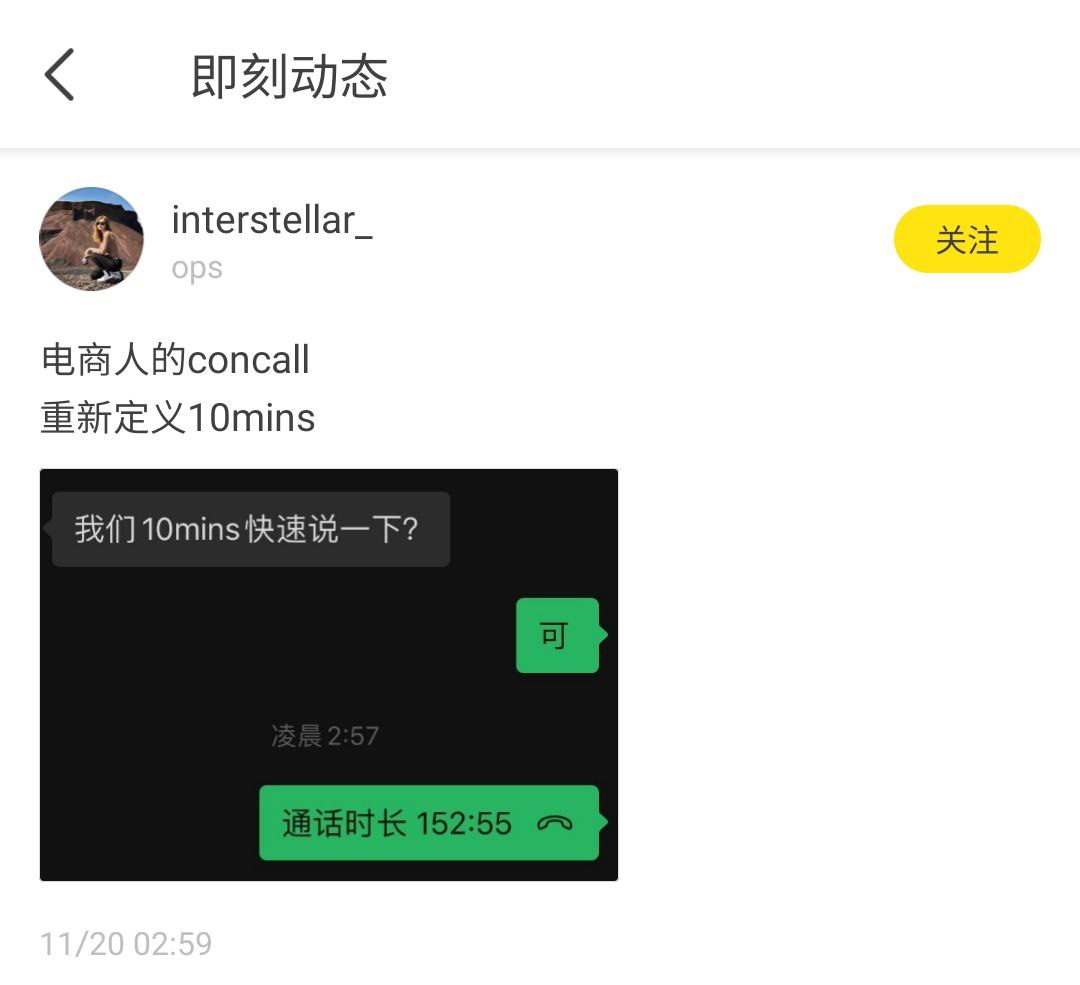 即刻动态
interstellar_
ops
关注
电商人的concall
重新定义10mins
我们10mins快速说一下?
可
凌晨2:57
通话时长 152:55
11/20 02:59